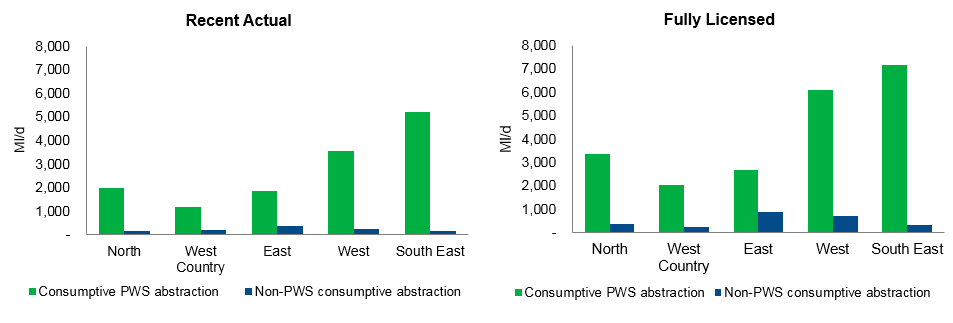 Recent Actual
8,000
7,000
6,000
5,000
4,000
3,000
2,000
1,000
-
Ml/d
North
West
Country
East
West
South East
Consumptive PWS abstraction
Non-PWS consumptive abstraction
Fully Licensed
8,000
7,000
6,000
5,000
4,000
3,000
2,000
1,000
-
Ml/d
North
West
Country
East
West
South East
Consumptive PWS abstraction
Non-PWS consumptive abstraction